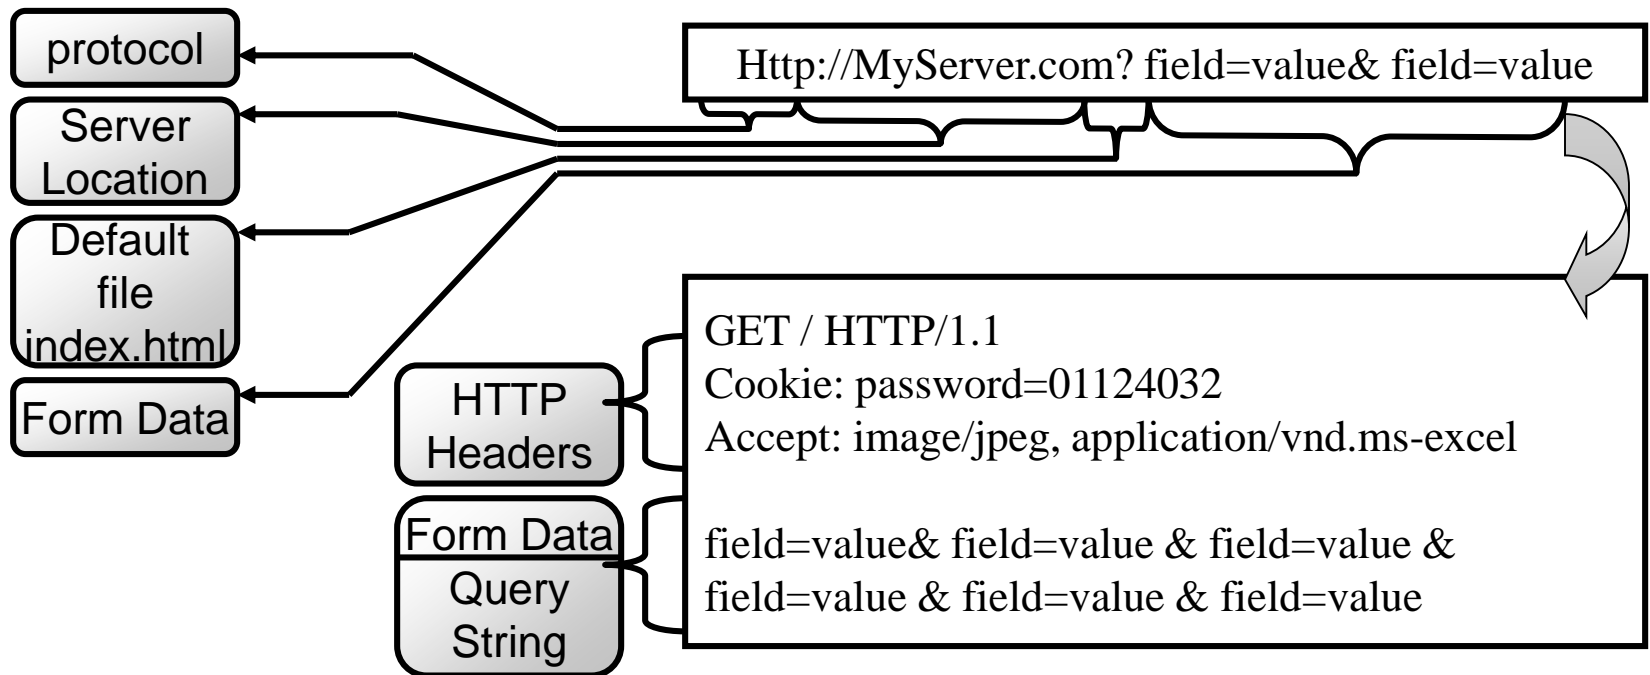 protocol
Http://MyServer.com? field=value& field=value
Server
Location
Default
file
index.html
Form Data
GET / HTTP/1.1
Cookie: password=01124032
Accept: image/jpeg, application/vnd.ms-excel
field=value& field=value & field=value &
field=value & field=value & field=value
HTTP
Headers
Form Data
Query
String